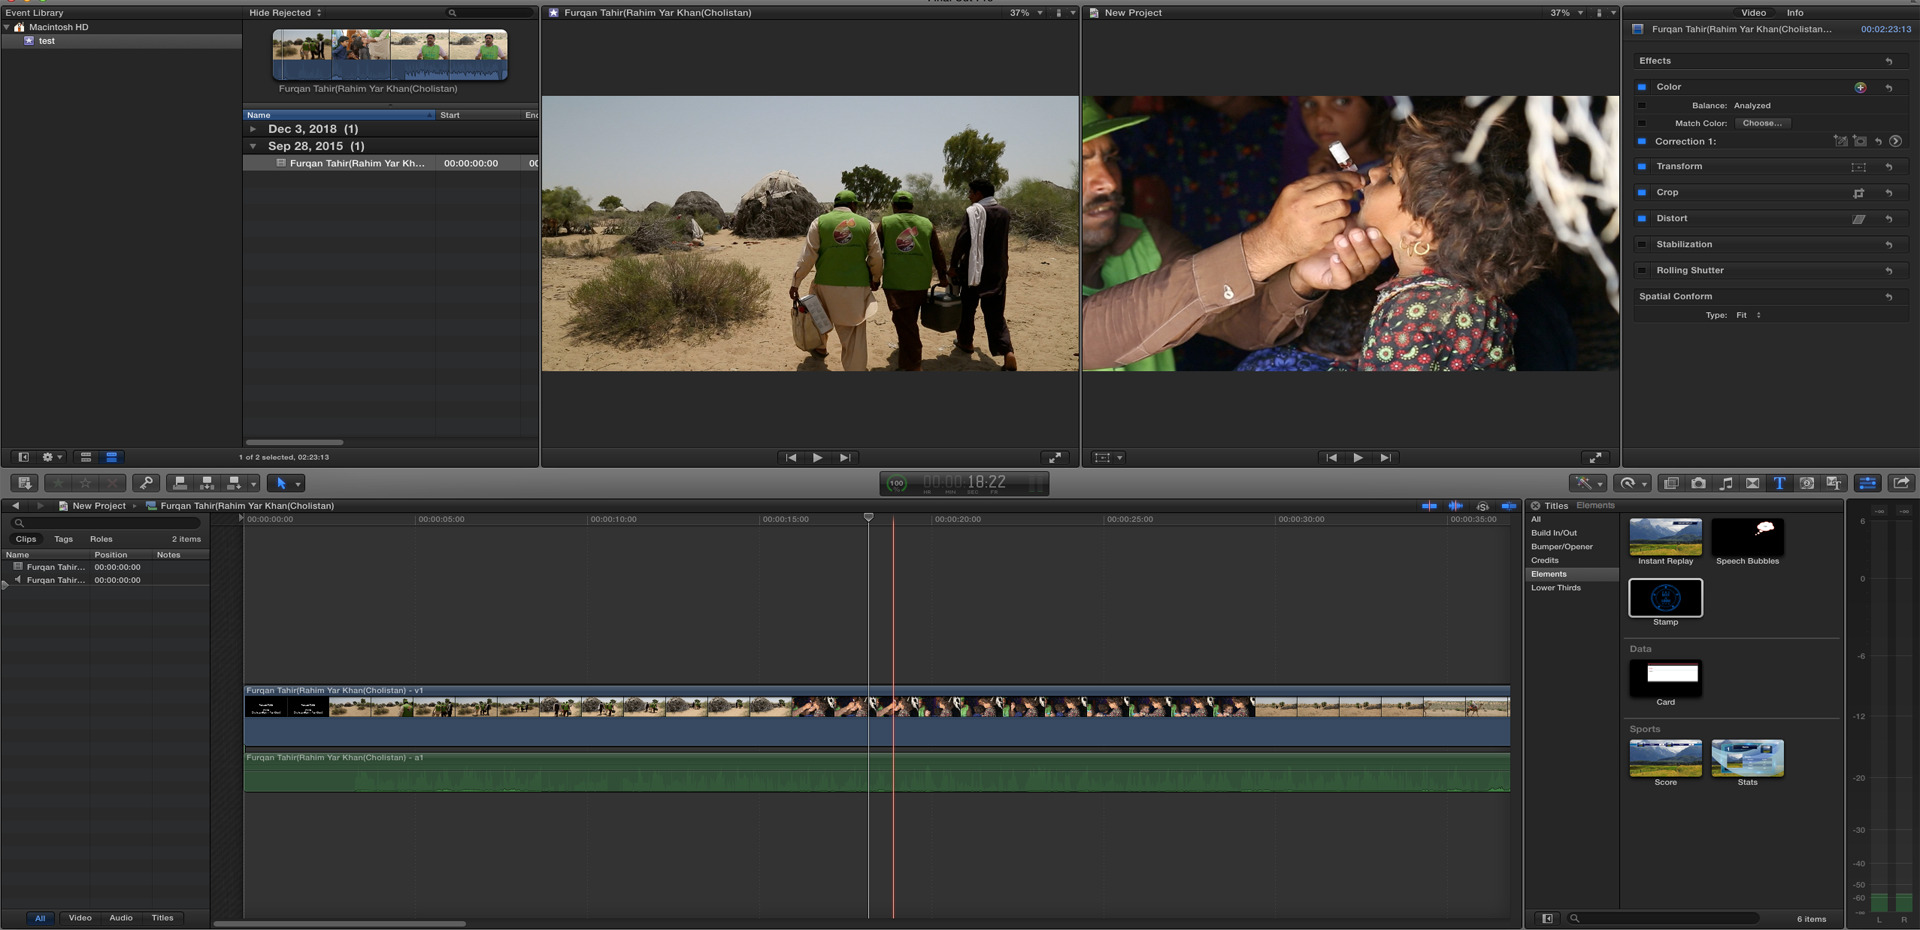 Event Library
Hide Rejected
Furqan Tahir(Rahim Yar Khan(Cholistan)
37%
New Project
37%
Video
Info
Macintosh HD
test
Furqan Tahir(Rahim Yar Khan(Cholistan)
Furqan Tahir(Rahim Yar Khan(Cholistan...
00:02:23:13
Effects
Color
Balance: Analyzed
Match Color: Choose...
Correction 1:
Transform
Crop
Distort
Stabilization
Rolling Shutter
Spatial Conform
Type: Fit
Name
Start
Dec 3, 2018 (1)
Sep 28, 2015 (1)
Furqan Tahir(Rahim Yar Kh...
00:00:00:00
00
1 of 2 selected, 02:23:13
100
00:00:18:22
HR MIN SEC FR
New Project
Furqan Tahir(Rahim Yar Khan(Cholistan)
Clips
Tags
Roles
2 items
Name
Position
Notes
Furqan Tahir...
00:00:00:00
Furqan Tahir...
00:00:00:00
00:00:00:00
00:00:05:00
00:00:10:00
00:00:15:00
00:00:20:00
00:00:25:00
00:00:30:00
00:00:35:00
Furqan Tahir(Rahim Yar Khan(Cholistan) - v1
Furqan Tahir(Rahim Yar Khan(Cholistan) - a1
All
Video
Audio
Titles
Titles
Elements
All
Build In/Out
Bumper/Opener
Credits
Elements
Lower Thirds
Instant Replay
Speech Bubbles
Stamp
Data
Card
Sports
Score
Stats
6 items
-∞
-∞
6
0
-6
-12
-20
-30
-40
-50
-60
-∞
L
R